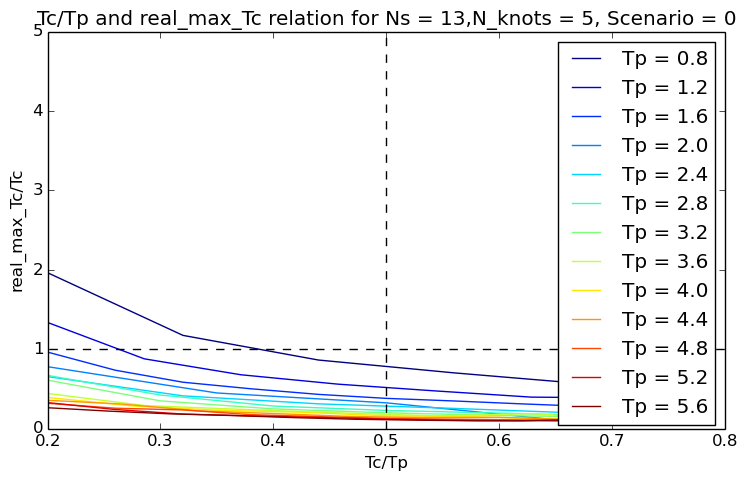 Tc/Tp and real_max_Tc relation for Ns = 13,N_knots = 5, Scenario = 0
5
4
3
2
1
0
real_max_Tc/Tc
Tp = 0.8
Tp = 1.2
Tp = 1.6
Tp = 2.0
Tp = 2.4
Tp = 2.8
Tp = 3.2
Tp = 3.6
Tp = 4.0
Tp = 4.4
Tp = 4.8
Tp = 5.2
Tp = 5.6
0.2 0.3 0.4 0.5 0.6 0.7 0.8
Tc/Tp